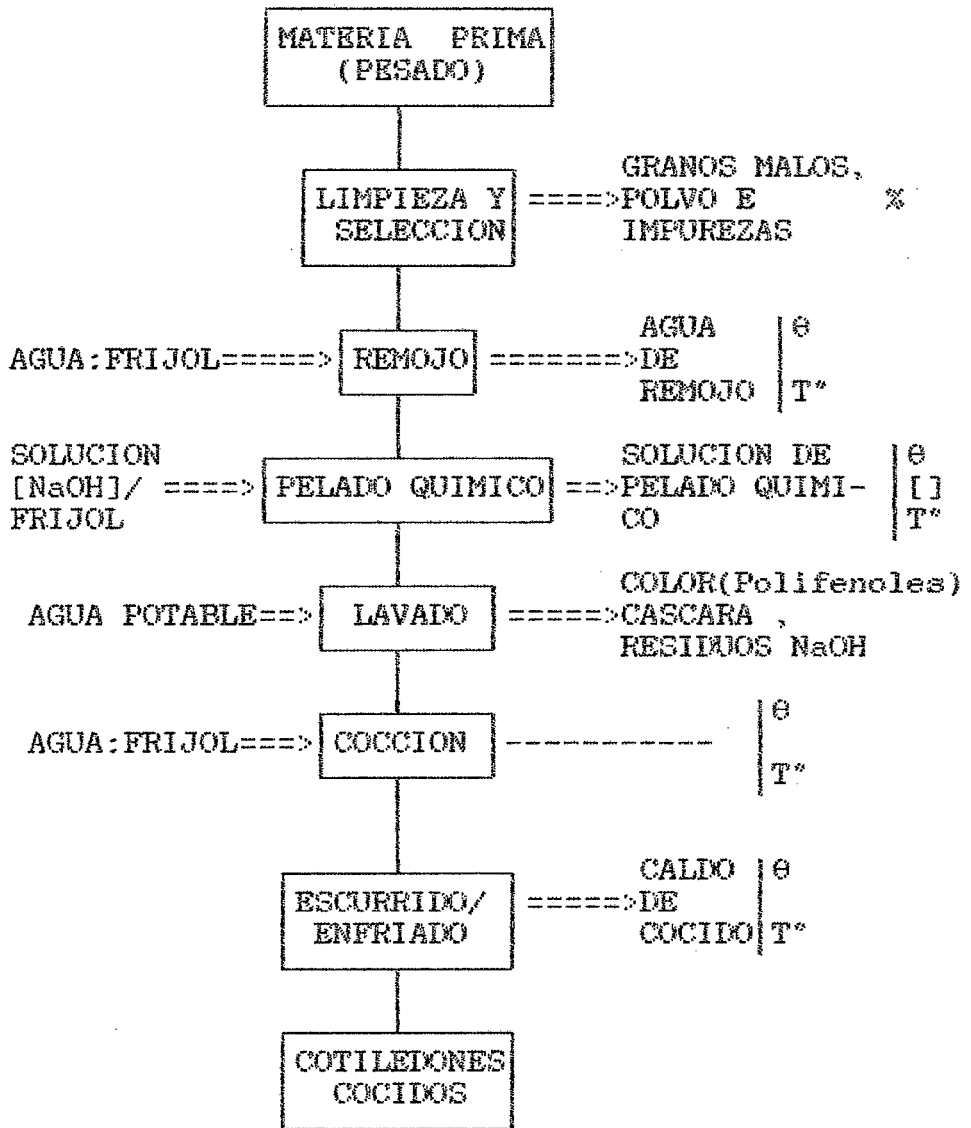 MATERIA PRIMA
(PESADO)
LIMPIEZA Y
SELECCION
====>
GRANOS MALOS,
POLVO E %
IMPUREZAS
AGUA:FRIJOL=====>
REMOJO
=======>
AGUA | θ
DE
REMOJO | T°
SOLUCION
[NaOH]/ ====>
FRIJOL
PELADO QUIMICO
==>
SOLUCION DE | θ
PELADO QUIMI- | []
CO | T°
AGUA POTABLE==>
LAVADO
=====>
COLOR(Polifenoles)
CASCARA ,
RESIDUOS NaOH
AGUA:FRIJOL===>
COCCION
-----------
θ
T°
ESCURRIDO/
ENFRIADO
=====>
CALDO | θ
DE
COCIDO | T°
COTILEDONES
COCIDOS